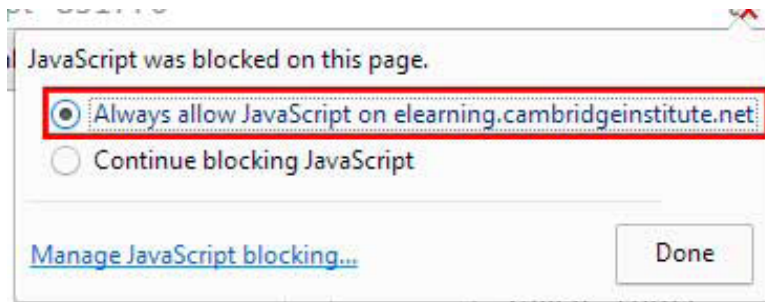 JavaScript was blocked on this page.
Always allow JavaScript on elearning.cambridgeinstitute.net
Continue blocking JavaScript
Manage JavaScript blocking...
Done